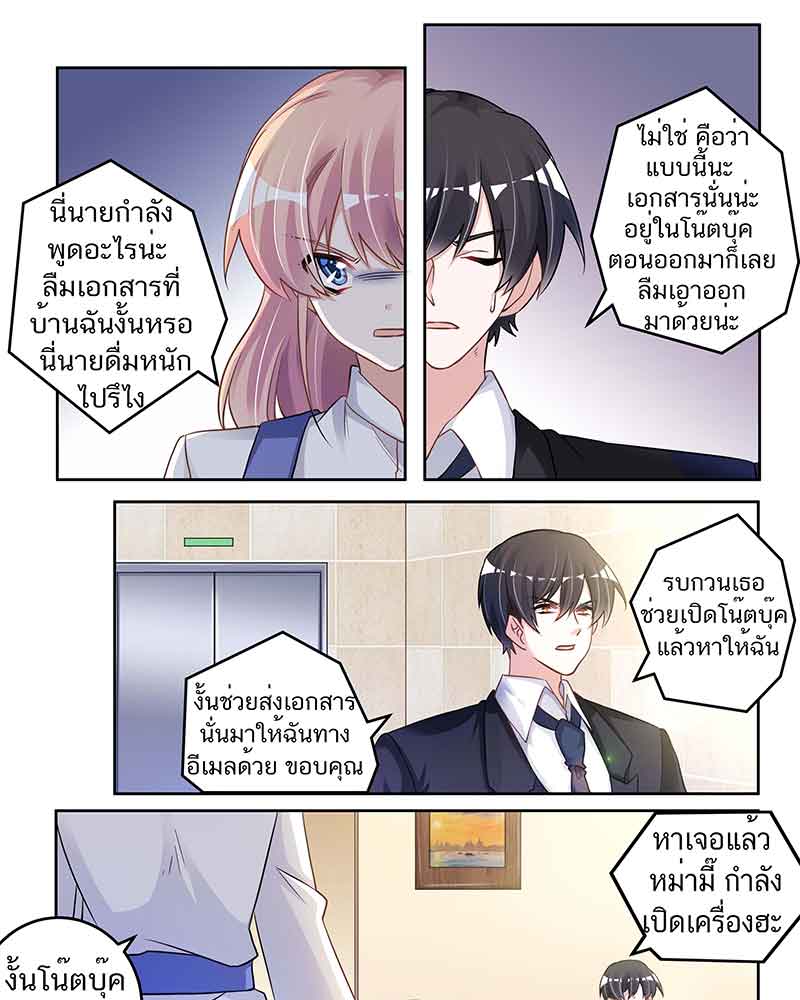 นี่นายกำลัง
พูดอะไรน่ะ
ลืมเอกสารที่
บ้านฉันงั้นหรอ
นี่นายดื่มหนัก
ไปรึไง
ไม่ใช่ คือว่า
แบบนี้นะ
เอกสารนั่นน่ะ
อยู่ในโน๊ตบุ๊ค
ตอนออกมาก็เลย
ลืมเอาออก
มาด้วยน่ะ
รบกวนเธอ
ช่วยเปิดโน๊ตบุ๊ค
แล้วหาให้ฉัน
งั้นช่วยส่งเอกสาร
นั่นมาให้ฉันทาง
อีเมลด้วย ขอบคุณ
หาเจอแล้ว
หม่ามี๊ กำลัง
เปิดเครื่องฮะ
งั้นโน๊ตบุ๊ค